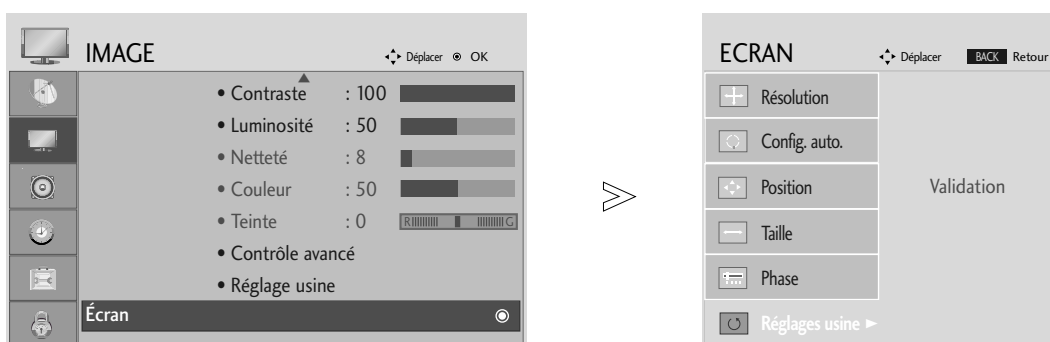 IMAGE
Déplacer OK
• Contraste : 100
• Luminosité : 50
• Netteté : 8
• Couleur : 50
• Teinte : 0 R G
• Contrôle avancé
• Réglage usine
Écran
ECRAN
Déplacer BACK Retour
Résolution
Config. auto.
Position
Taille
Phase
Réglages usine ►
Validation